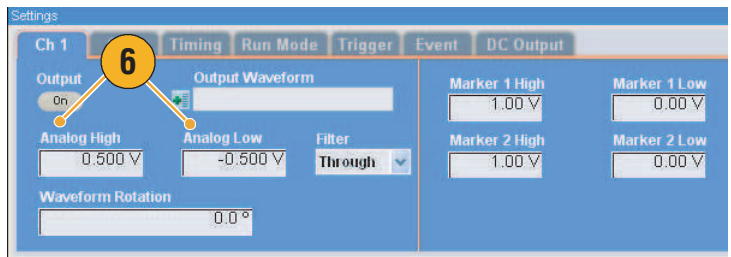 Settings
Ch 1 Timing Run Mode Trigger Event DC Output
6
Output Output Waveform
On
Marker 1 High Marker 1 Low
1.00 V 0.00 V
Analog High Analog Low Filter
0.500 V -0.500 V Through
Marker 2 High Marker 2 Low
1.00 V 0.00 V
Waveform Rotation
0.0 °